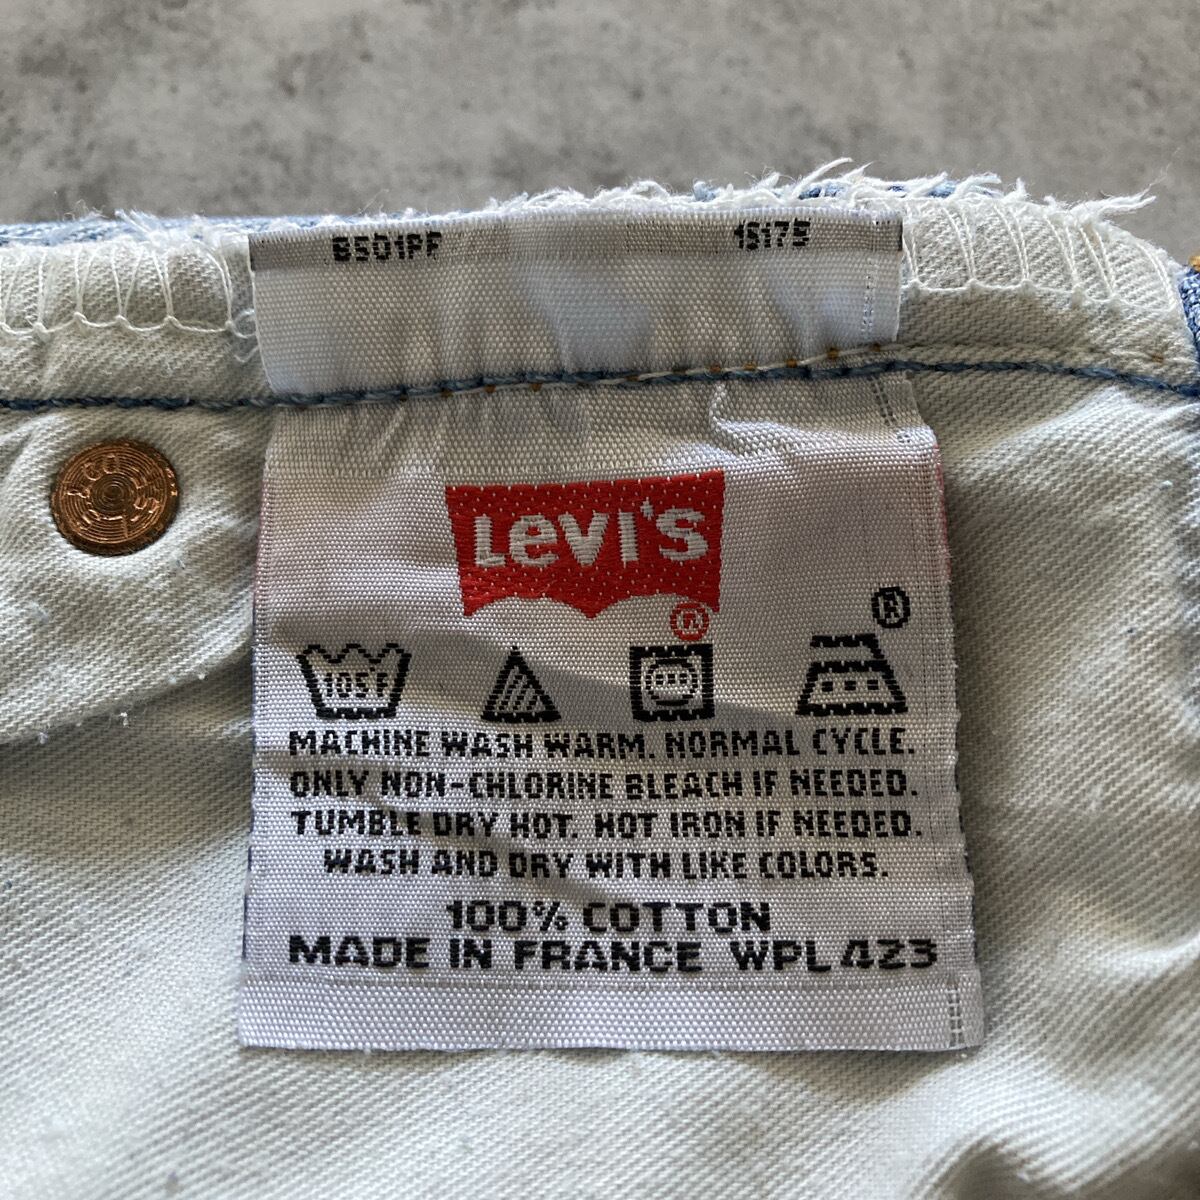 B501PF 15175
LEVI'S
®
®
105F
MACHINE WASH WARM. NORMAL CYCLE.
ONLY NON-CHLORINE BLEACH IF NEEDED.
TUMBLE DRY HOT. HOT IRON IF NEEDED.
WASH AND DRY WITH LIKE COLORS.
100% COTTON
MADE IN FRANCE WPL423